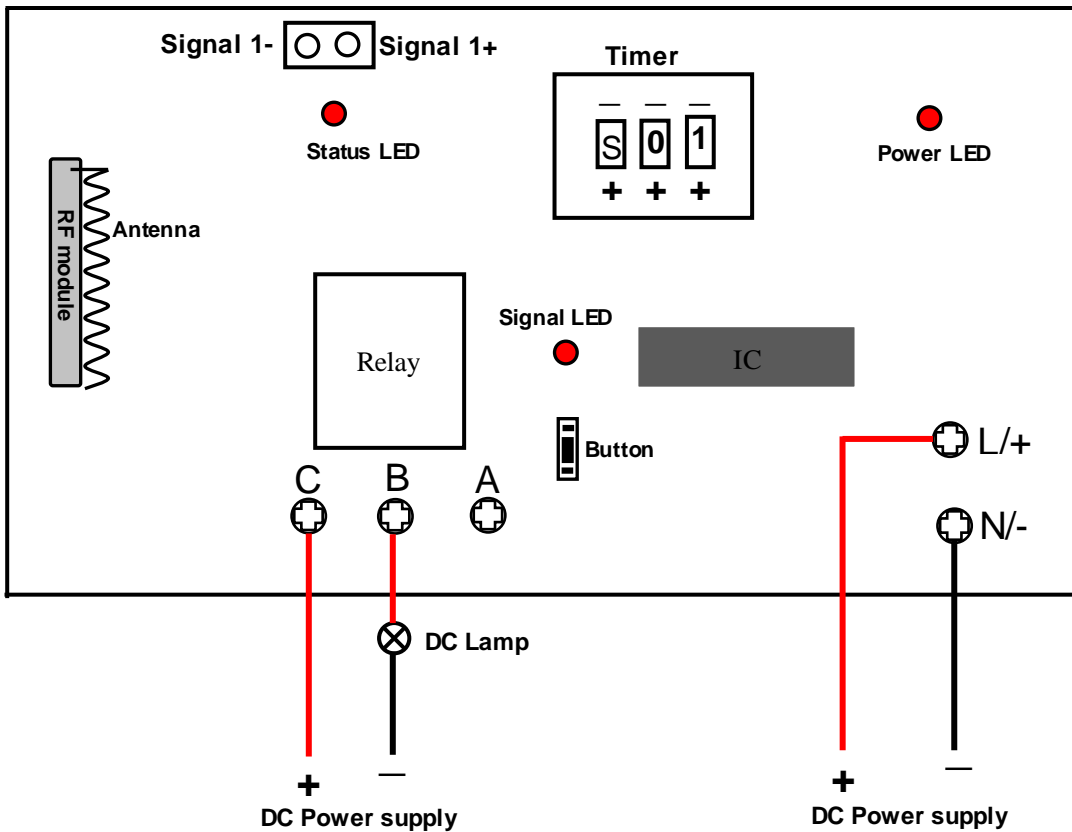 Signal 1- Signal 1+
Timer
— — —
S 0 1
+ + +
Status LED
Power LED
RF module
Antenna
Signal LED
Relay
IC
Button
L/+
C B A
N/-
DC Lamp
+ —
DC Power supply
+ —
DC Power supply